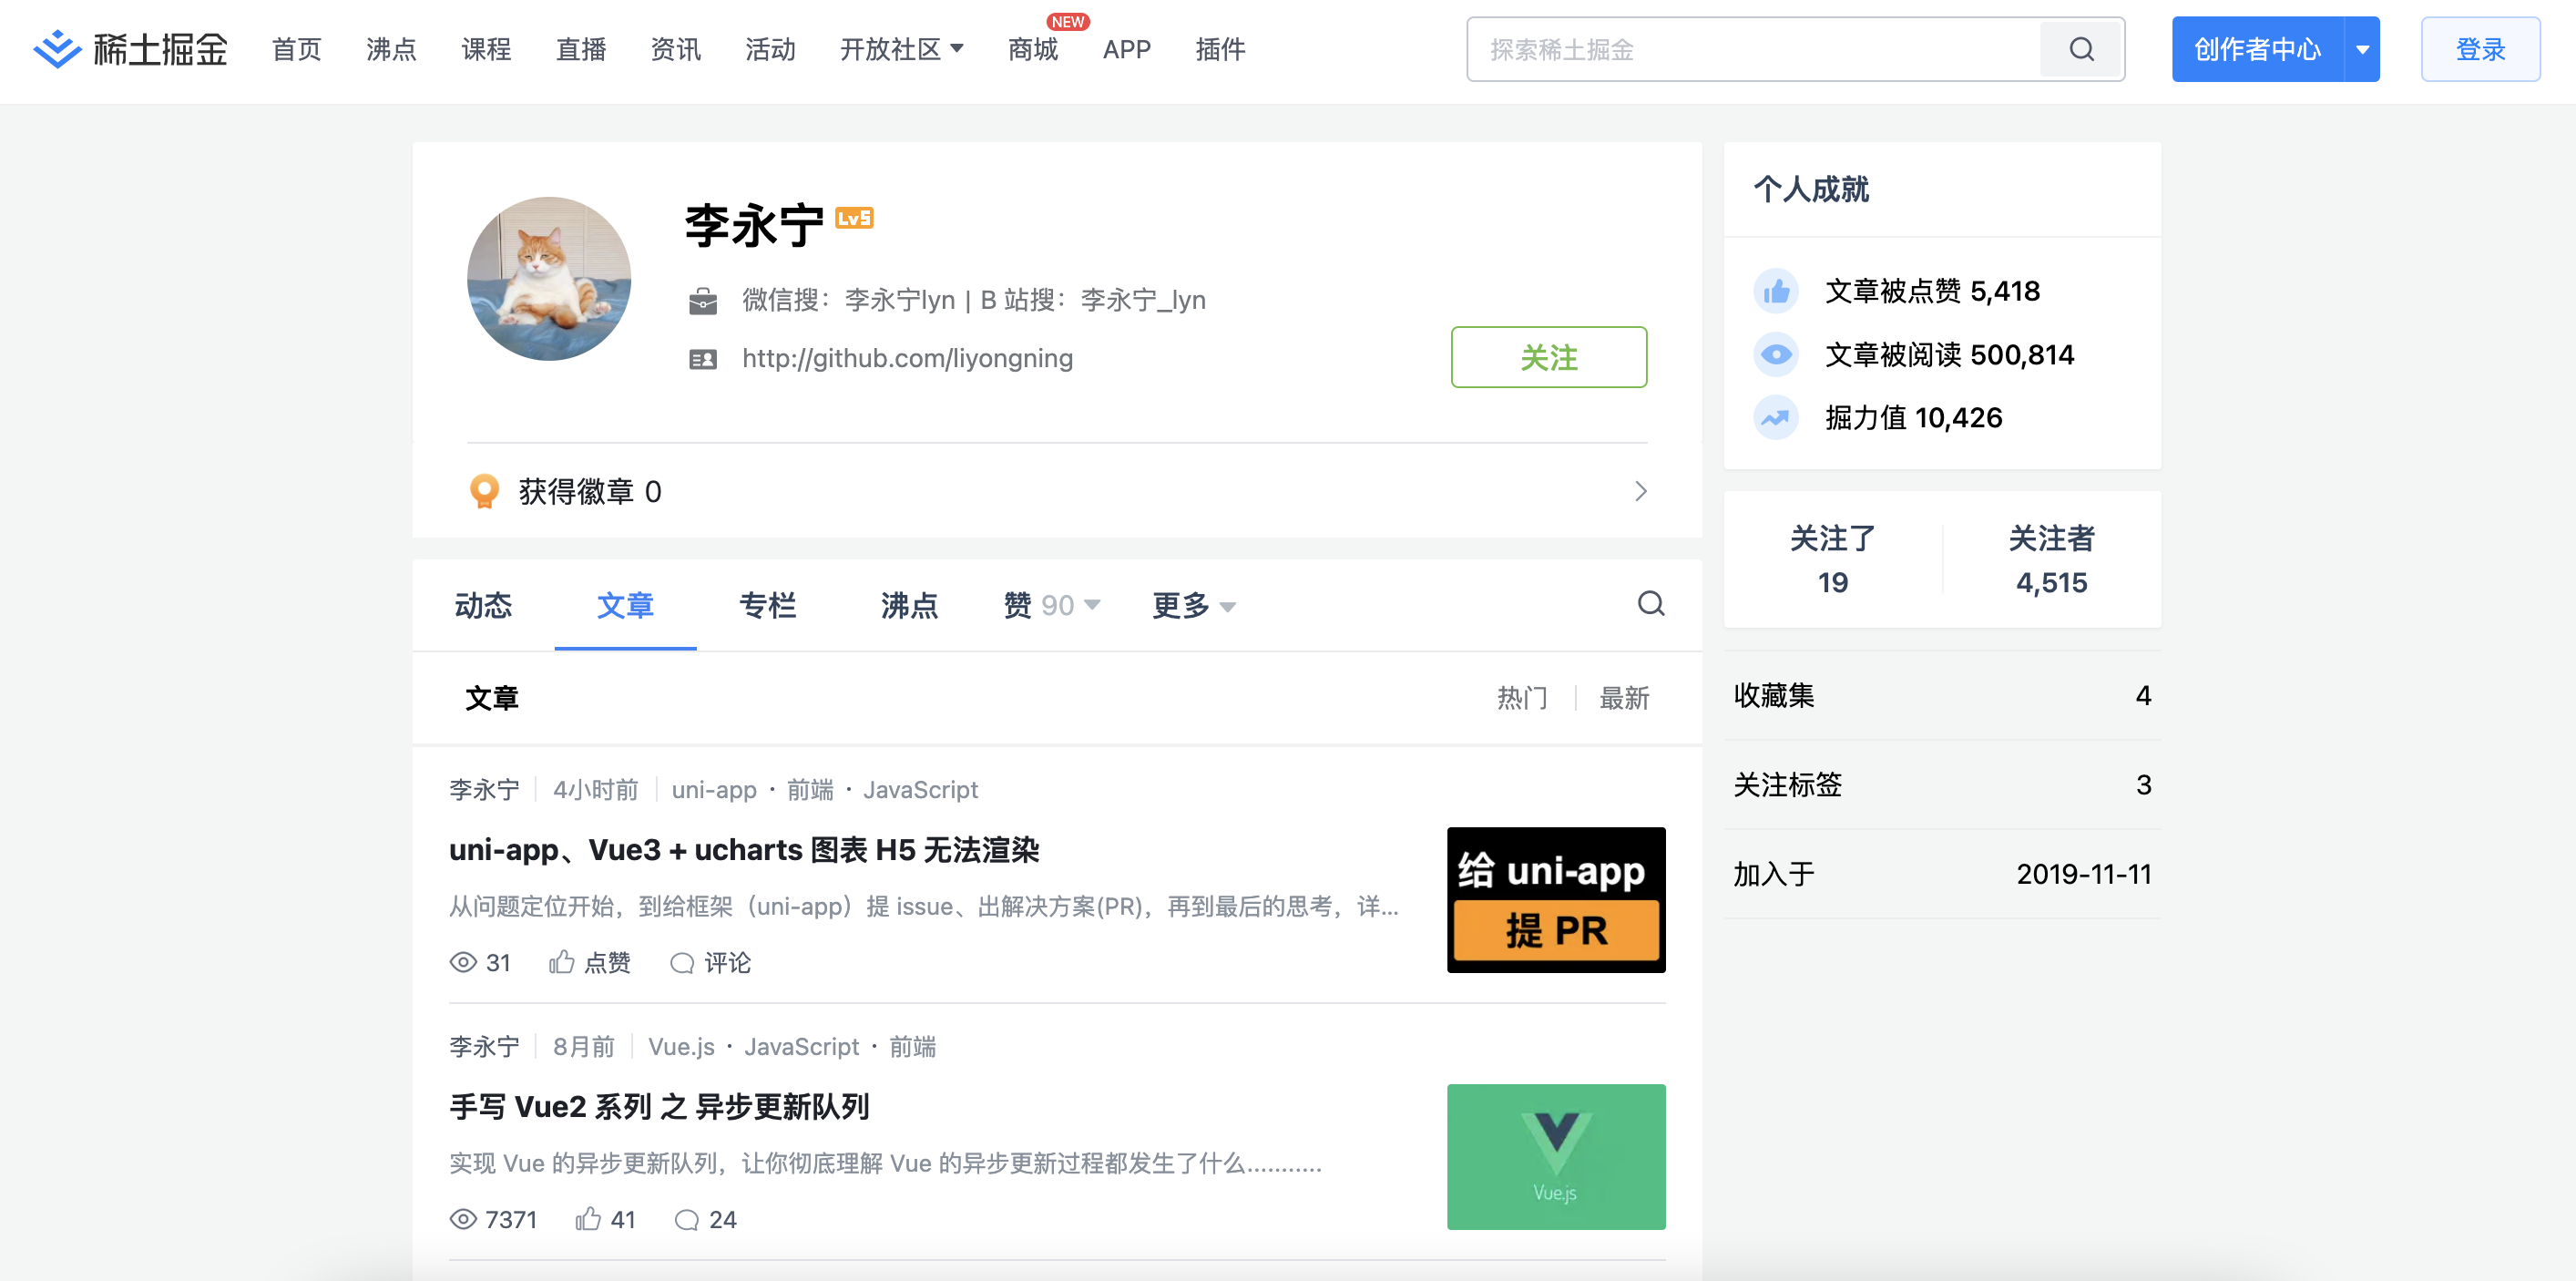 稀土掘金 首页 沸点 课程 直播 资讯 活动 开放社区 商城 NEW APP 插件 探索稀土掘金 创作者中心 登录
李永宁 Lv5
微信搜：李永宁lyn | B 站搜：李永宁_lyn
http://github.com/liyongning
关注
获得徽章 0
动态 文章 专栏 沸点 赞 90 更多
文章 热门 最新
李永宁 4小时前 uni-app · 前端 · JavaScript
uni-app、Vue3 + ucharts 图表 H5 无法渲染
从问题定位开始，到给框架（uni-app）提 issue、出解决方案(PR)，再到最后的思考，详...
31 点赞 评论
给 uni-app
提 PR
李永宁 8月前 Vue.js · JavaScript · 前端
手写 Vue2 系列 之 异步更新队列
实现 Vue 的异步更新队列，让你彻底理解 Vue 的异步更新过程都发生了什么...........
7371 41 24
Vue.js
个人成就
文章被点赞 5,418
文章被阅读 500,814
掘力值 10,426
关注了 关注者
19 4,515
收藏集 4
关注标签 3
加入于 2019-11-11